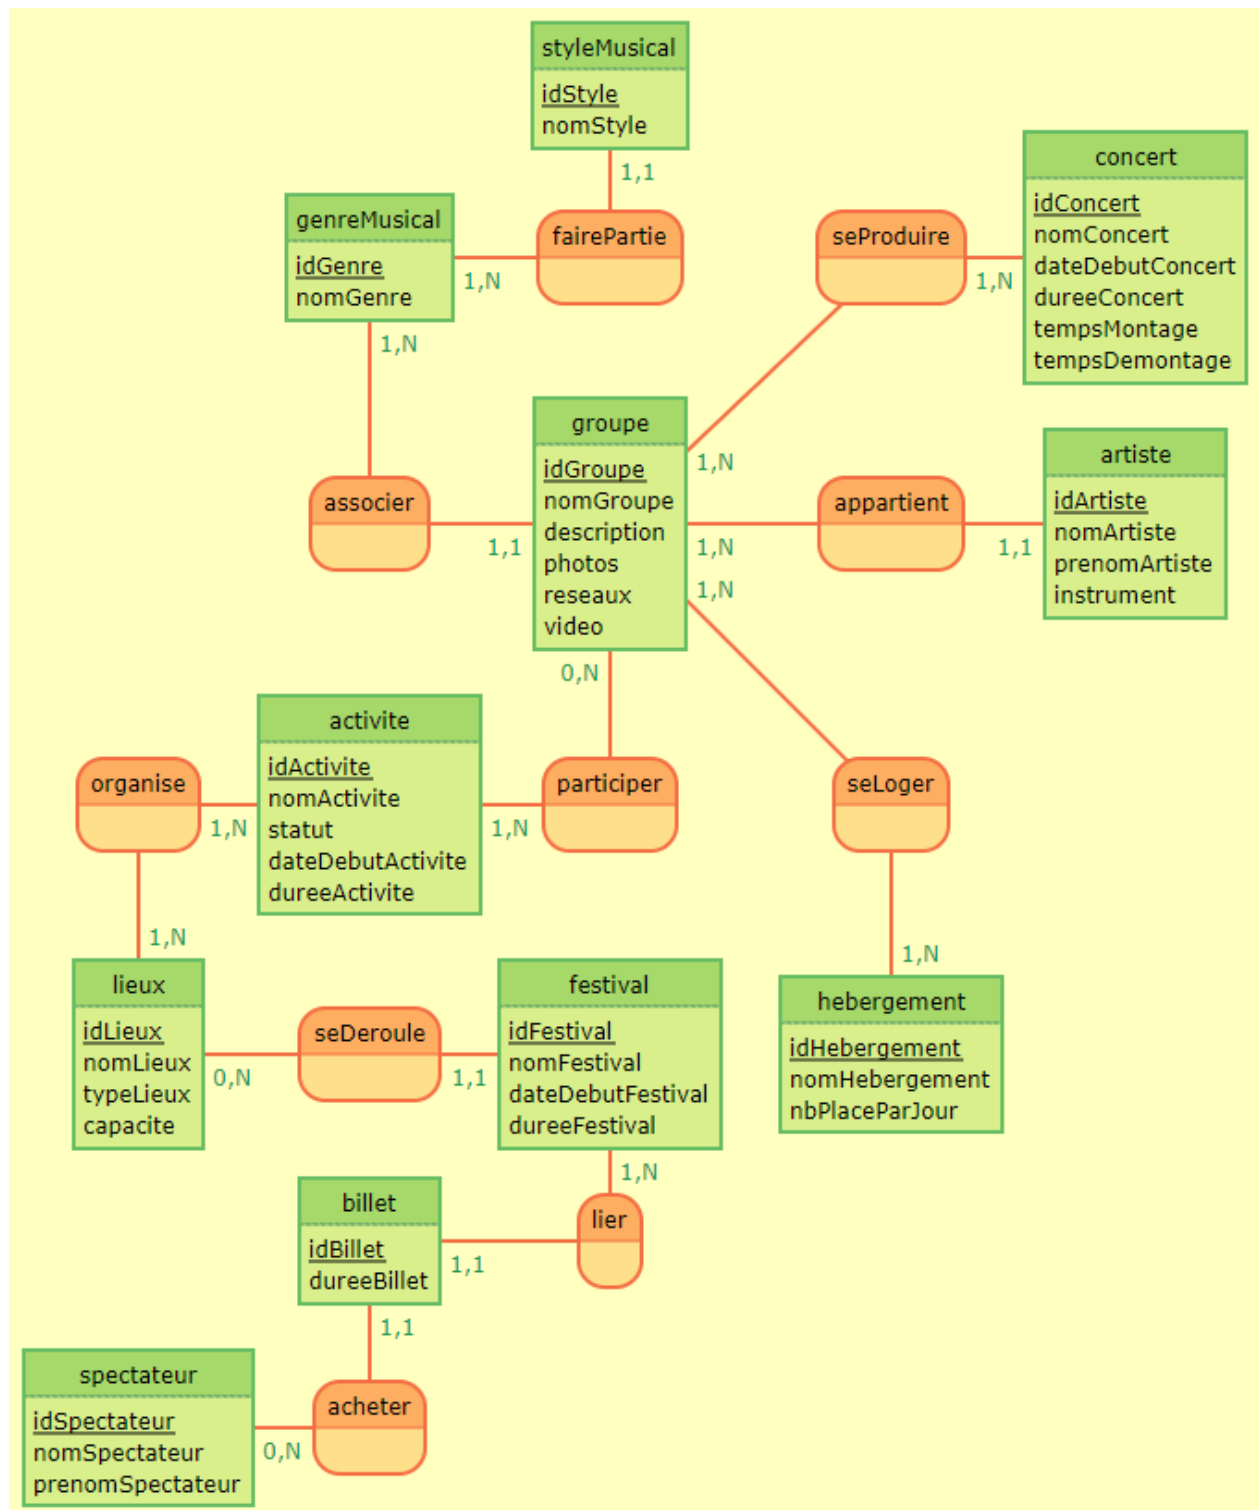 styleMusical
idStyle
nomStyle
1,1
concert
idConcert
nomConcert
dateDebutConcert
dureeConcert
tempsMontage
tempsDemontage
genreMusical
idGenre
nomGenre
1,N
fairePartie
seProduire
1,N
1,N
groupe
idGroupe
nomGroupe
description
photos
reseaux
video
1,N
artiste
idArtiste
nomArtiste
prenomArtiste
instrument
associer
1,1
appartient
1,N
1,1
1,N
0,N
activite
idActivite
nomActivite
statut
dateDebutActivite
dureeActivite
organise
1,N
participer
1,N
seLoger
1,N
1,N
lieux
idLieux
nomLieux
typeLieux
capacite
seDeroule
0,N
1,1
festival
idFestival
nomFestival
dateDebutFestival
dureeFestival
hebergement
idHebergement
nomHebergement
nbPlaceParJour
1,N
billet
idBillet
dureeBillet
lier
1,1
1,1
spectateur
idSpectateur
nomSpectateur
prenomSpectateur
acheter
0,N